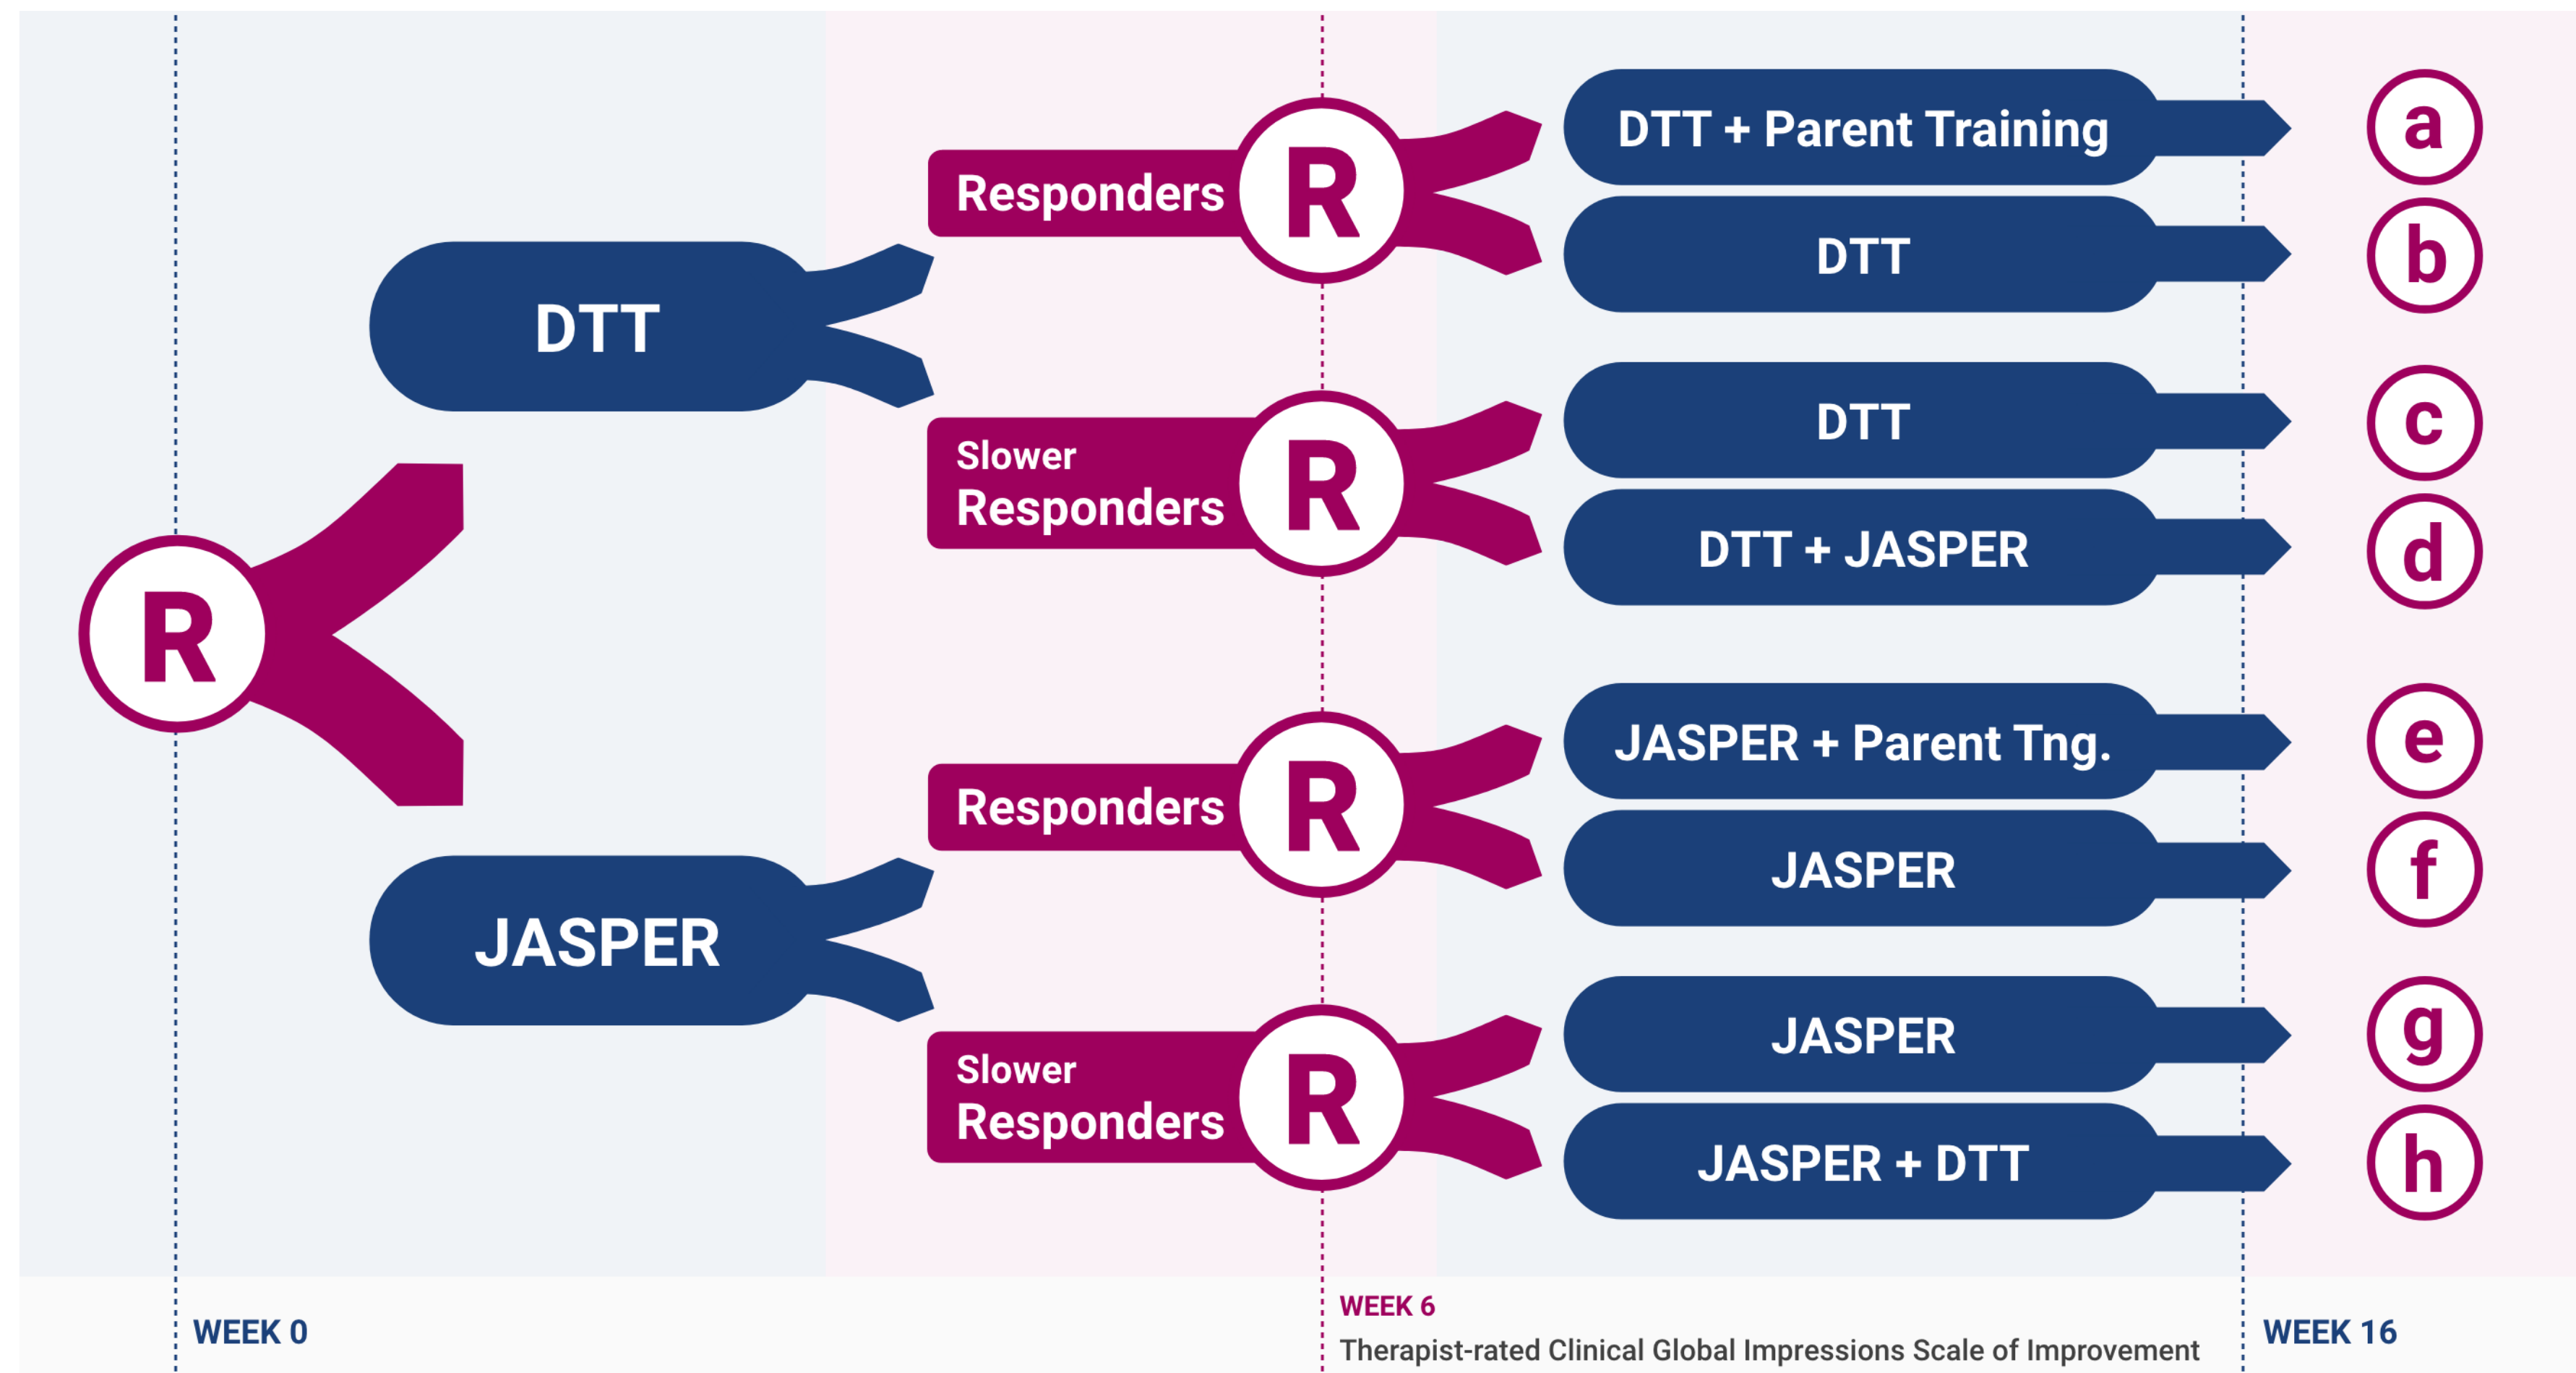 R
DTT
JASPER
Responders
R
Slower
Responders
R
Responders
R
Slower
Responders
R
DTT + Parent Training
a
DTT
b
DTT
c
DTT + JASPER
d
JASPER + Parent Tng.
e
JASPER
f
JASPER
g
JASPER + DTT
h
WEEK 0
WEEK 6
Therapist-rated Clinical Global Impressions Scale of Improvement
WEEK 16